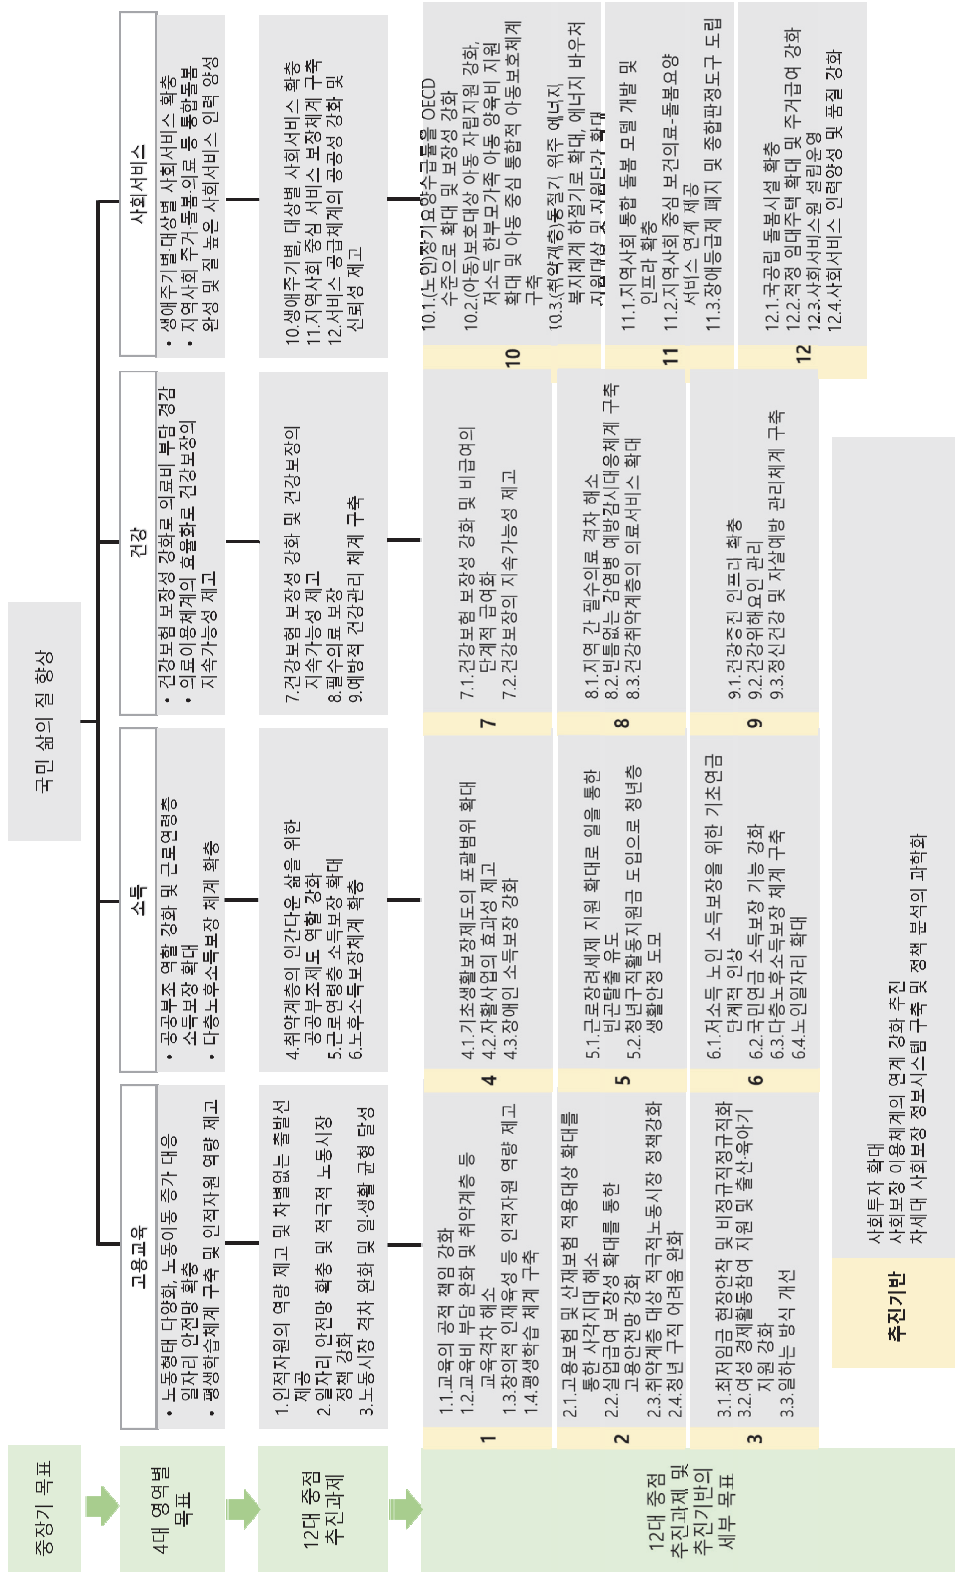 중장기 목표
국민 삶의 질 향상
4대 영역별
목표
고용교육
• 노동형태 다양화, 노동이동 증가 대응
일자리 안전망 확충
• 평생학습체계 구축 및 인적자원 역량 제고
소득
• 공공부조 역할 강화 및 근로연령층
소득보장 확대
• 다층노후소득보장 체계 확충
건강
• 건강보험 보장성 강화로 의료비 부담 경감
• 의료이용체계의 효율화로 건강보장의
지속가능성 제고
사회서비스
• 생애주기별·대상별 사회서비스 확충
• 지역사회 주거·돌봄·의료 등 통합돌봄
완성 및 질 높은 사회서비스 인력 양성
12대 중점
추진과제
1.인적자원의 역량 제고 및 차별없는 출발선
제공
2.일자리 안전망 확충 및 적극적 노동시장
정책 강화
3.노동시장 격차 완화 및 일·생활 균형 달성
4.취약계층의 인간다운 삶을 위한
공공부조제도 역할 강화
5.근로연령층 소득보장 확대
6.노후소득보장체계 확충
7.건강보험 보장성 강화 및 건강보장의
지속가능성 제고
8.필수의료 보장
9.예방적 건강관리 체계 구축
10.생애주기별, 대상별 사회서비스 확충
11.지역사회 중심 서비스 보장체계 구축
12.서비스 공급체계의 공공성 강화 및
신뢰성 제고
12대 중점
추진과제 및
추진기반의
세부 목표
1
1.1.교육의 공적 책임 강화
1.2.교육비 부담 완화 및 취약계층 등
교육격차 해소
1.3.창의적 인재육성 등 인적자원 역량 제고
1.4.평생학습 체계 구축
2
2.1.고용보험 및 산재보험 적용대상 확대를
통한 사각지대 해소
2.2.실업급여 보장성 확대를 통한
고용안전망 강화
2.3.취약계층 대상 적극적노동시장 정책강화
2.4.청년 구직 어려움 완화
3
3.1.최저임금 현장안착 및 비정규직정규직화
3.2.여성 경제활동참여 지원 및 출산·육아기
지원 강화
3.3.일하는 방식 개선
4
4.1.기초생활보장제도의 포괄범위 확대
4.2.자활사업의 효과성 제고
4.3.장애인 소득보장 강화
5
5.1.근로장려세제 지원 확대로 일을 통한
빈곤탈출 유도
5.2.청년구직활동지원금 도입으로 청년층
생활안정 도모
6
6.1.저소득 노인 소득보장을 위한 기초연금
단계적 인상
6.2.국민연금 소득보장 기능 강화
6.3.다층노후소득보장 체계 구축
6.4.노인일자리 확대
7
7.1.건강보험 보장성 강화 및 비급여의
단계적 급여화
7.2.건강보장의 지속가능성 제고
8
8.1.지역 간 필수의료 격차 해소
8.2.빈틈없는 감염병 예방감시대응체계 구축
8.3.건강취약계층의 의료서비스 확대
9
9.1.건강증진 인프라 확충
9.2.건강위해요인 관리
9.3.정신건강 및 자살예방 관리체계 구축
10
10.1.(노인)장기요양수급률을 OECD
수준으로 확대 및 보장성 강화
10.2.(아동)보호대상 아동 자립지원 강화,
저소득 한부모가족 아동 양육비 지원
확대 및 아동 중심 통합적 아동보호체계
구축
10.3.(취약계층)동절기 위주 에너지
복지체계 하절기로 확대, 에너지 바우처
지원대상 및 지원단가 확대
11
11.1.지역사회 통합 돌봄 모델 개발 및
인프라 확충
11.2.지역사회 중심 보건의료-돌봄요양
서비스 연계 제공
11.3.장애등급제 폐지 및 종합판정도구 도입
12
12.1.국공립 돌봄시설 확충
12.2.적정 임대주택 확대 및 주거급여 강화
12.3.사회서비스원 설립운영
12.4.사회서비스 인력양성 및 품질 강화
추진기반
사회투자 확대
사회보장 이용체계의 연계 강화 추진
차세대 사회보장 정보시스템 구축 및 정책 분석의 과학화